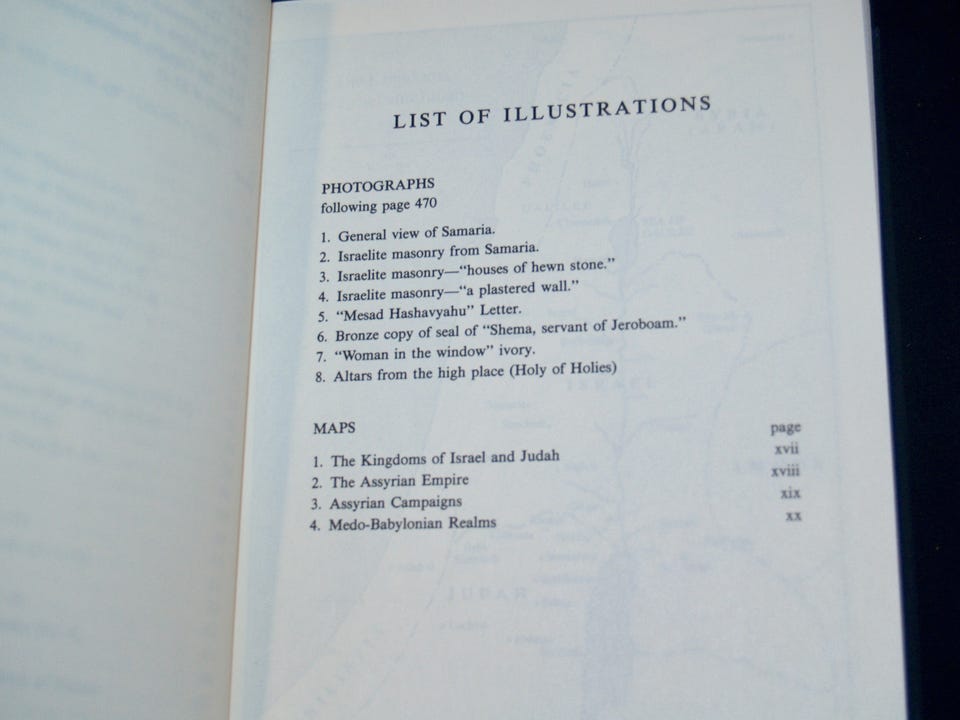 LIST OF ILLUSTRATIONS
PHOTOGRAPHS
following page 470
1. General view of Samaria.
2. Israelite masonry from Samaria.
3. Israelite masonry—“houses of hewn stone.”
4. Israelite masonry—“a plastered wall.”
5. “Mesad Hashavyahu” Letter.
6. Bronze copy of seal of “Shema, servant of Jeroboam.”
7. “Woman in the window” ivory.
8. Altars from the high place (Holy of Holies)
MAPS page
1. The Kingdoms of Israel and Judah xvii
2. The Assyrian Empire xviii
3. Assyrian Campaigns xix
4. Medo-Babylonian Realms xx